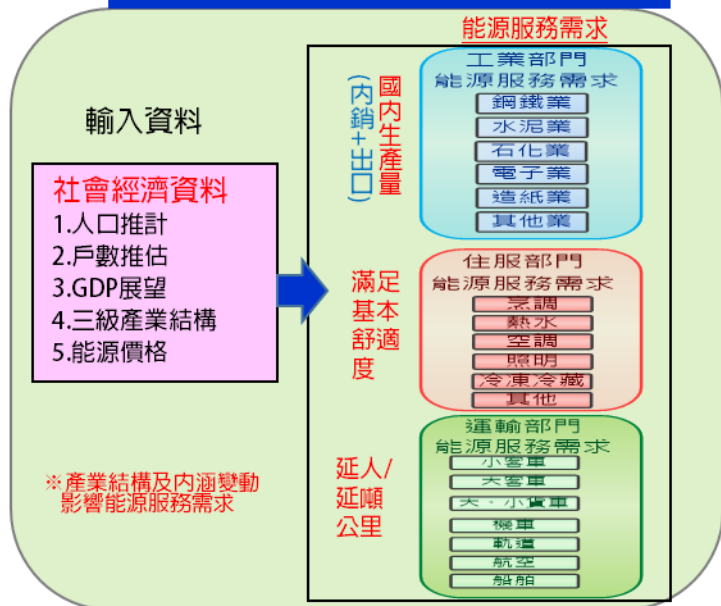 輸入資料
社會經濟資料
1.人口推計
2.戶數推估
3.GDP展望
4.三級產業結構
5.能源價格
※產業結構及內涵變動
影響能源服務需求
能源服務需求
國內生產量
(內銷+出口)
工業部門
能源服務需求
鋼鐵業
水泥業
石化業
電子業
造紙業
其他業
滿足
基本
舒適
度
住服部門
能源服務需求
烹調
熱水
空調
照明
冷凍冷藏
其他
延人/
延噸
公里
運輸部門
能源服務需求
小客車
大客車
大、小貨車
機車
軌道
航空
船舶